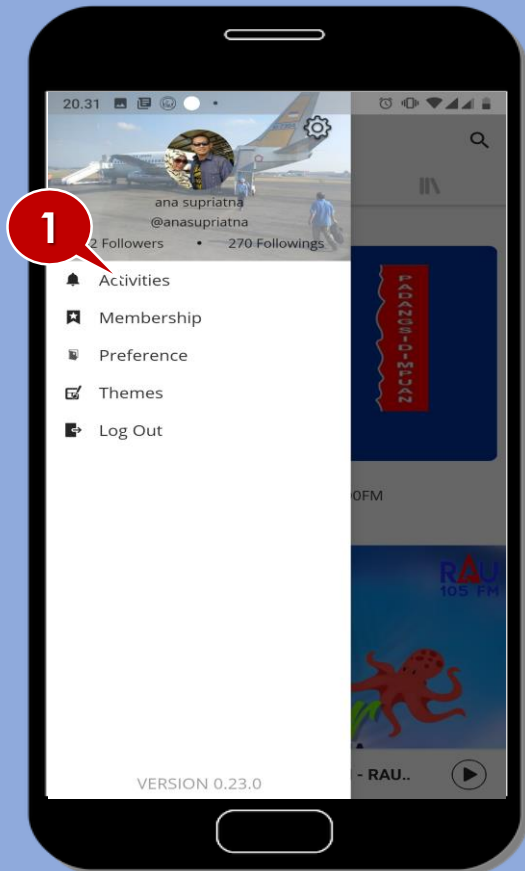 20.31
ana supriatna
@anasupriatna
1
2 Followers • 270 Followings
Activities
Membership
Preference
Themes
Log Out
VERSION 0.23.0
PADANGSIDIMPUAN
0FM
RAU
105 FM
- RAU..